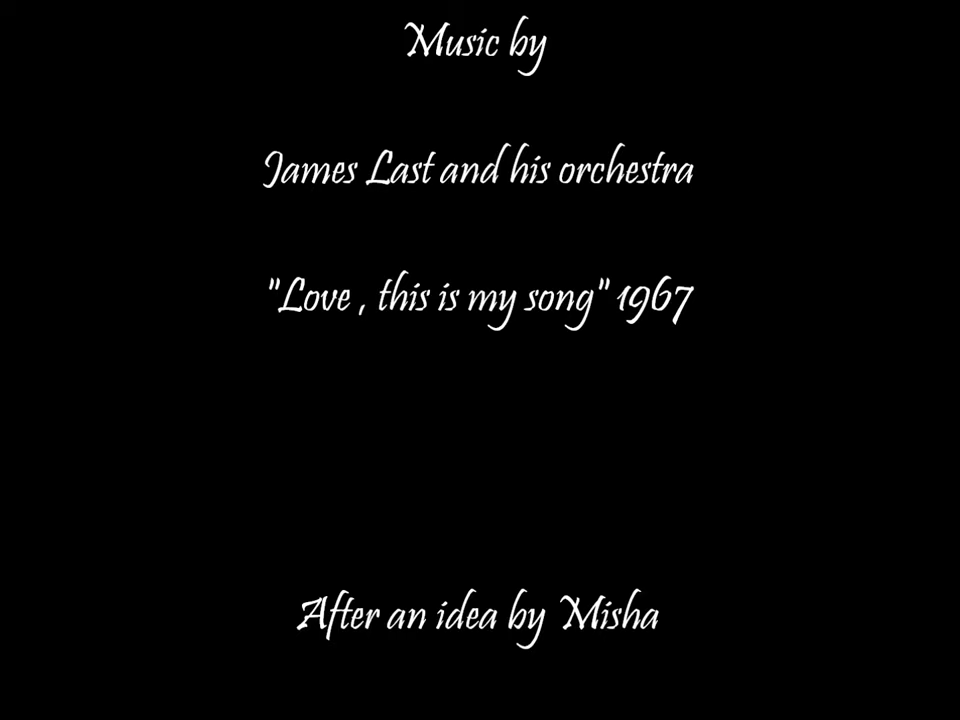 Music by
James Last and his orchestra
"Love , this is my song" 1967
After an idea by Misha